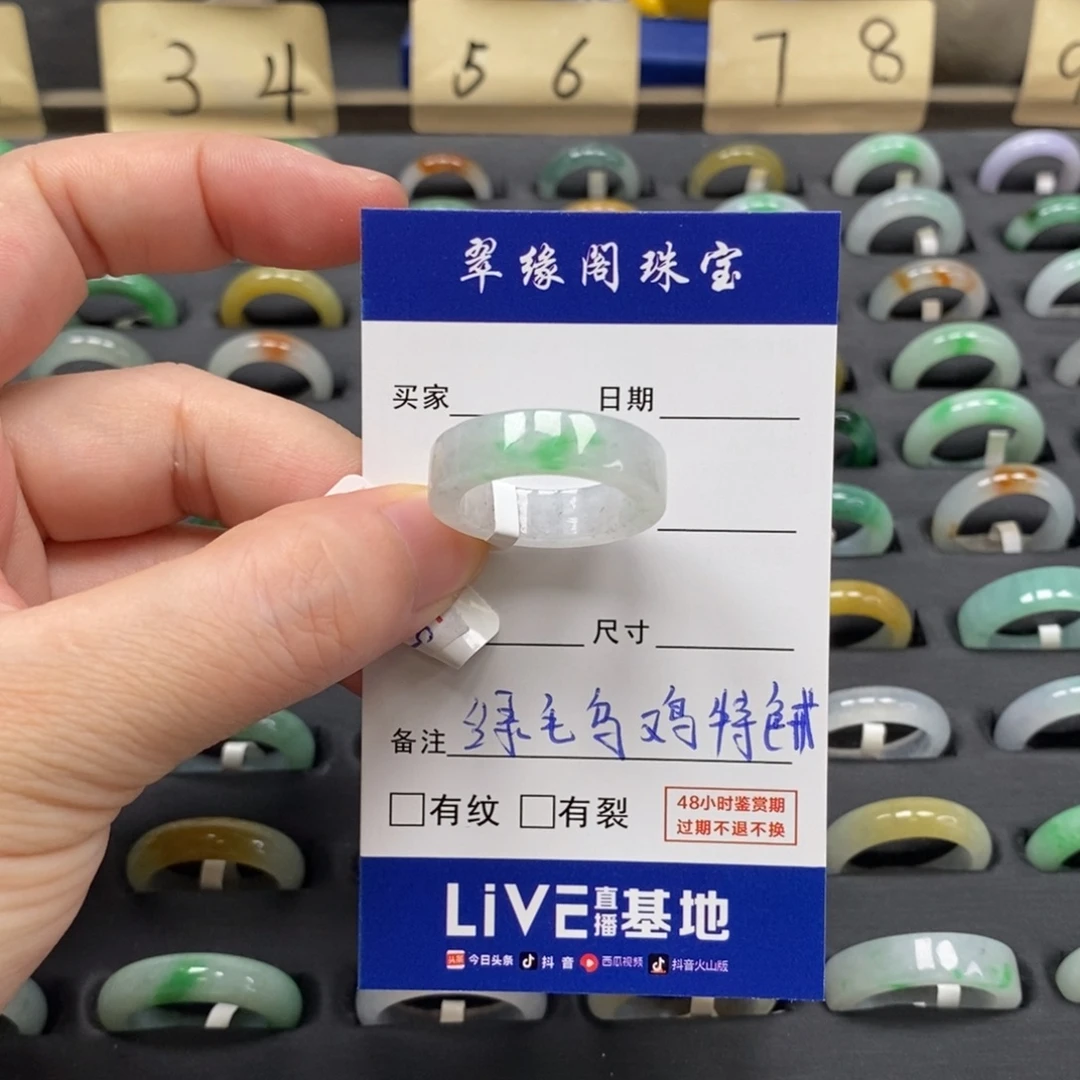 3 4
5 6
7 8
9
翠缘阁珠宝
买家
日期
尺寸
备注 绿毛乌鸡特餸
有纹 有裂
48小时鉴赏期
过期不退不换
LiVE直播基地
今日头条 抖音 西瓜视频 抖音火山版